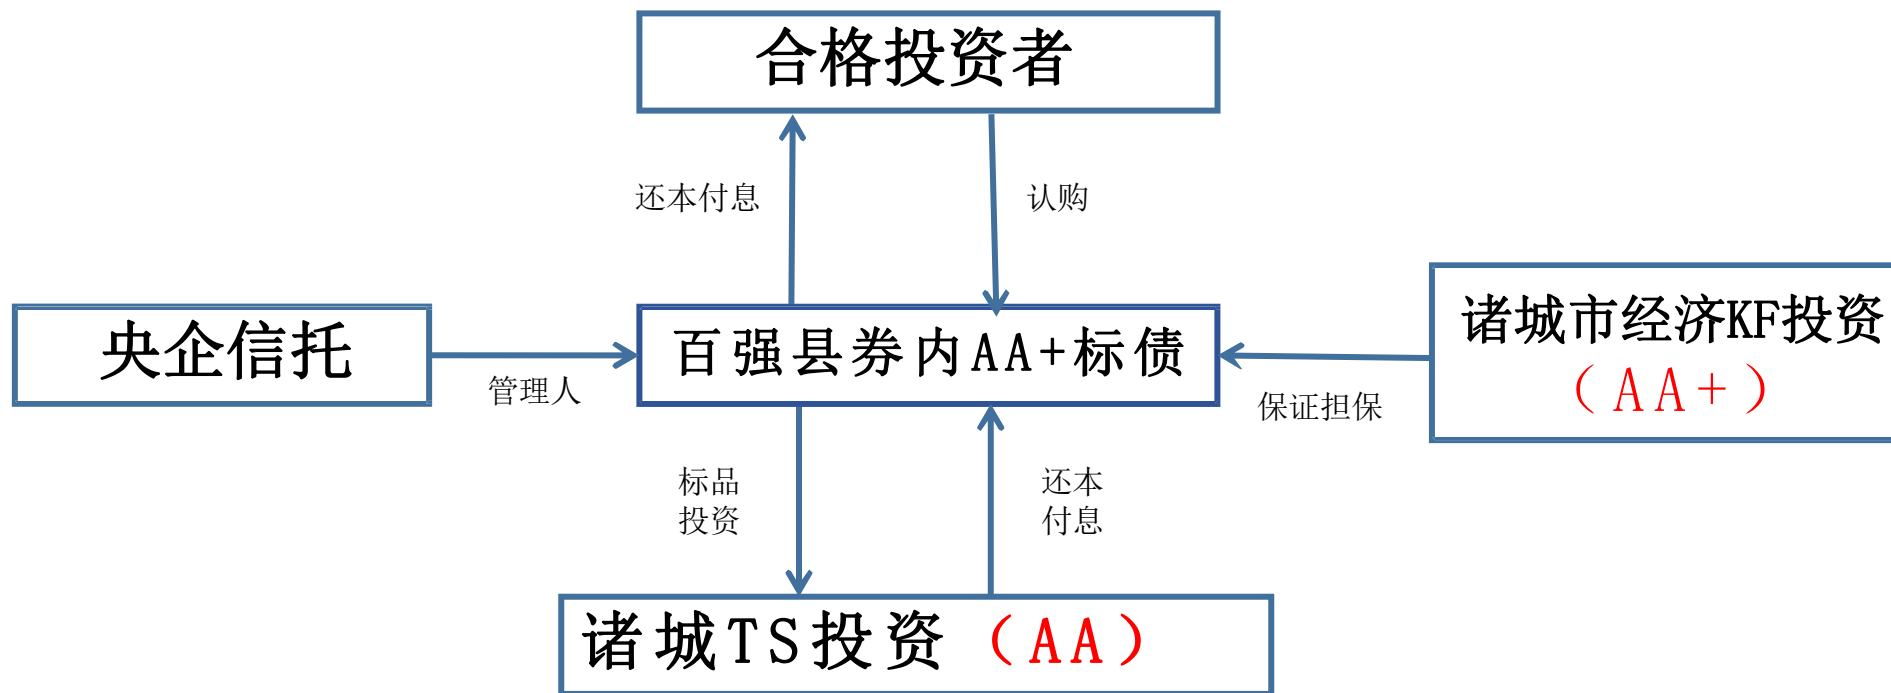 合格投资者
还本付息
认购
央企信托
管理人
百强县券内AA+标债
诸城市经济KF投资
（AA+）
保证担保
标品
投资
还本
付息
诸城TS投资（AA）